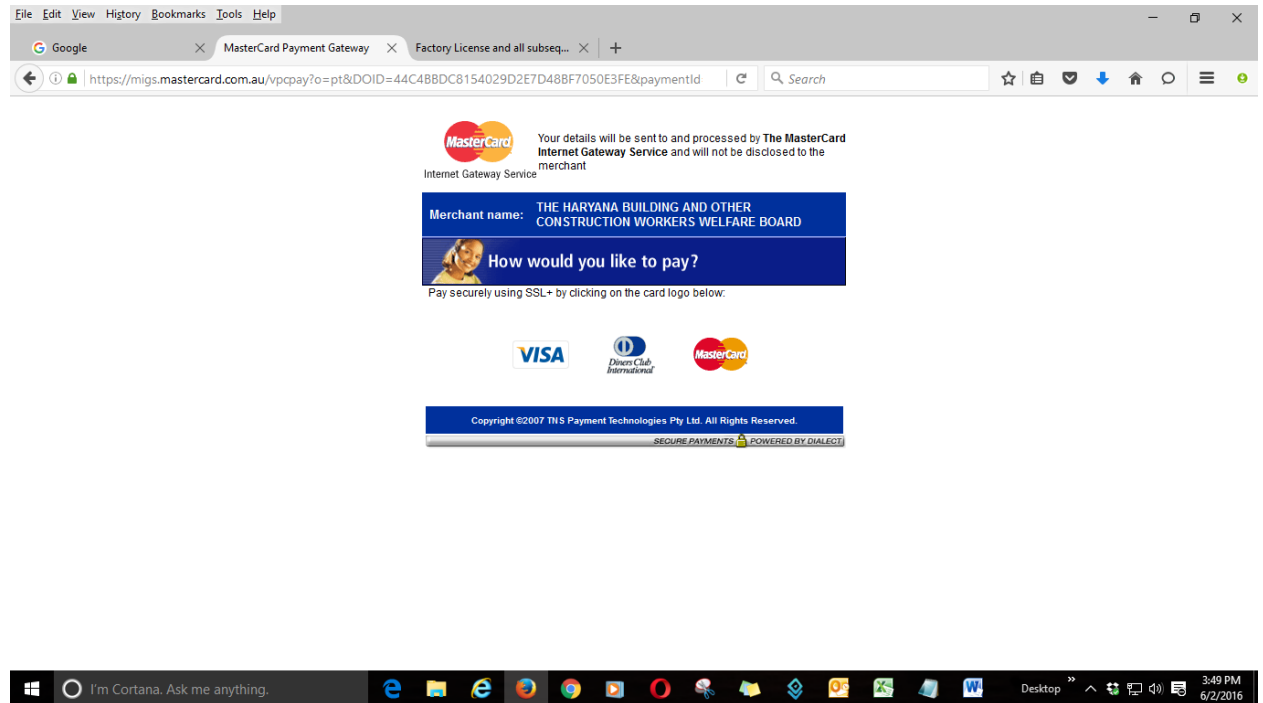 File Edit View History Bookmarks Tools Help
Google
MasterCard Payment Gateway
Factory License and all subseq...
https://migs.mastercard.com.au/vpcpay?o=pt&DOID=44C4BBDC8154029D2E7D48BF7050E3FE&paymentId
Search
MasterCard
Internet Gateway Service
Your details will be sent to and processed by The MasterCard
Internet Gateway Service and will not be disclosed to the
merchant
Merchant name:
THE HARYANA BUILDING AND OTHER
CONSTRUCTION WORKERS WELFARE BOARD
How would you like to pay?
Pay securely using SSL+ by clicking on the card logo below:
VISA
Diners Club
International
MasterCard
Copyright ©2007 TNS Payment Technologies Pty Ltd. All Rights Reserved.
SECURE PAYMENTS POWERED BY DIALECT
I'm Cortana. Ask me anything.
Desktop
3:49 PM
6/2/2016